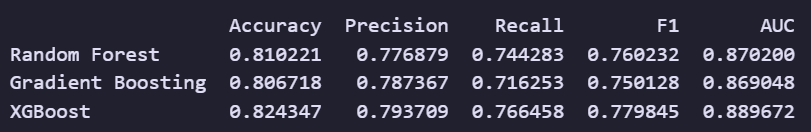 Accuracy Precision Recall F1 AUC
Random Forest 0.810221 0.776879 0.744283 0.760232 0.870200
Gradient Boosting 0.806718 0.787367 0.716253 0.750128 0.869048
XGBoost 0.824347 0.793709 0.766458 0.779845 0.889672